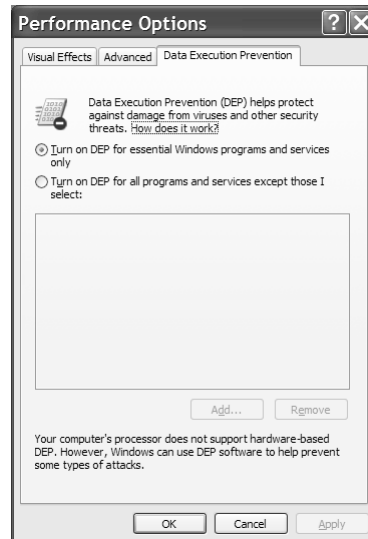 Performance Options
Visual Effects Advanced Data Execution Prevention
Data Execution Prevention (DEP) helps protect
against damage from viruses and other security
threats. How does it work?
Turn on DEP for essential Windows programs and services
only
Turn on DEP for all programs and services except those I
select:
Add... Remove
Your computer's processor does not support hardware-based
DEP. However, Windows can use DEP software to help prevent
some types of attacks.
OK Cancel Apply